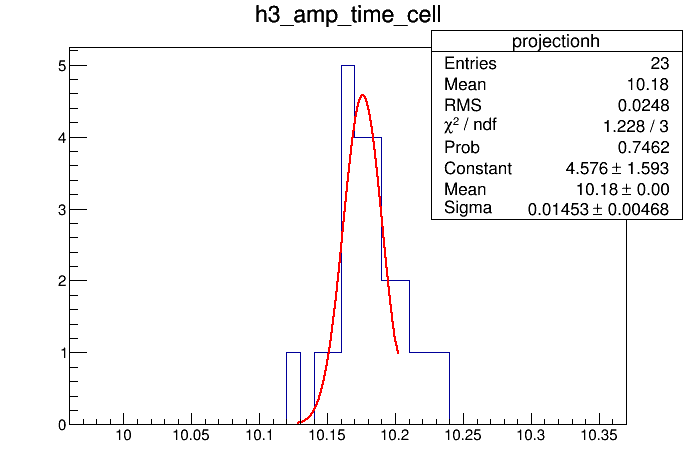 h3_amp_time_cell
projectionh
Entries 23
Mean 10.18
RMS 0.0248
χ² / ndf 1.228 / 3
Prob 0.7462
Constant 4.576 ± 1.593
Mean 10.18 ± 0.00
Sigma 0.01453 ± 0.00468
5
4
3
2
1
0
10 10.05 10.1 10.15 10.2 10.25 10.3 10.35